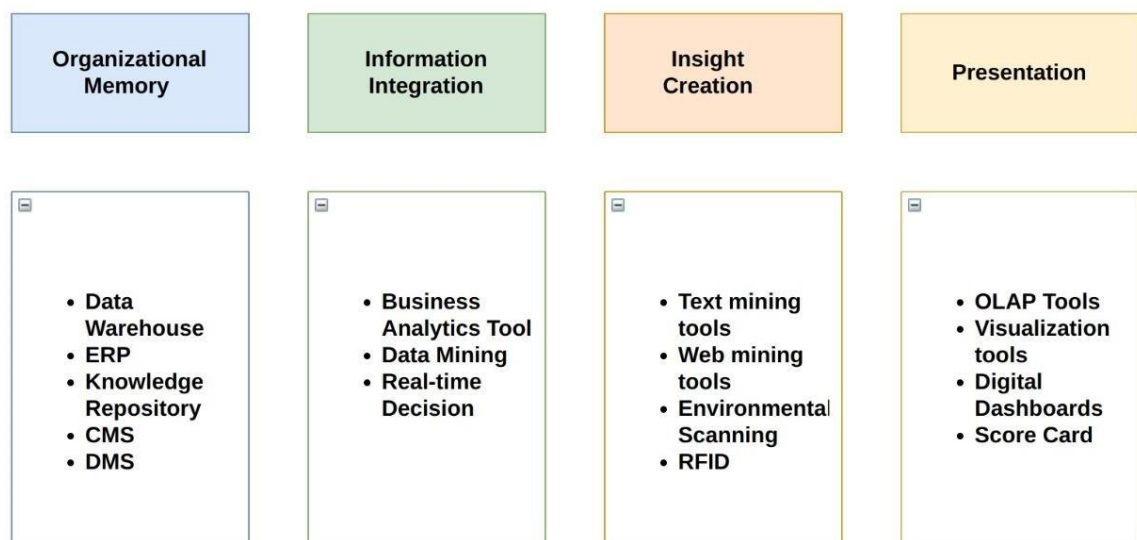 Organizational
Memory
Information
Integration
Insight
Creation
Presentation
• Data
Warehouse
• ERP
• Knowledge
Repository
• CMS
• DMS
• Business
Analytics Tool
• Data Mining
• Real-time
Decision
• Text mining
tools
• Web mining
tools
• Environmental
Scanning
• RFID
• OLAP Tools
• Visualization
tools
• Digital
Dashboards
• Score Card